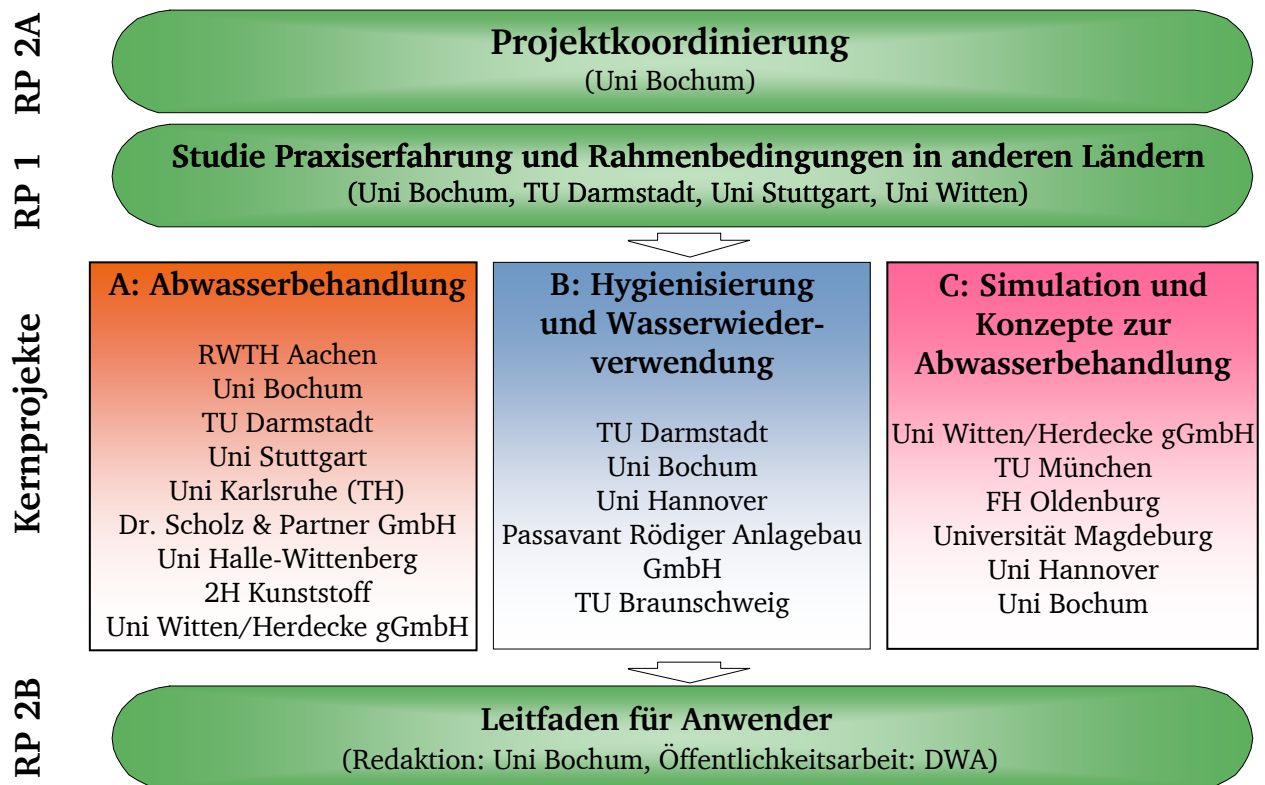 RP 2A
Projektkoordinierung
(Uni Bochum)
RP 1
Studie Praxiserfahrung und Rahmenbedingungen in anderen Ländern
(Uni Bochum, TU Darmstadt, Uni Stuttgart, Uni Witten)
Kernprojekte
A: Abwasserbehandlung
RWTH Aachen
Uni Bochum
TU Darmstadt
Uni Stuttgart
Uni Karlsruhe (TH)
Dr. Scholz & Partner GmbH
Uni Halle-Wittenberg
2H Kunststoff
Uni Witten/Herdecke gGmbH
B: Hygienisierung
und Wasserwieder-
verwendung
TU Darmstadt
Uni Bochum
Uni Hannover
Passavant Rödiger Anlagebau
GmbH
TU Braunschweig
C: Simulation und
Konzepte zur
Abwasserbehandlung
Uni Witten/Herdecke gGmbH
TU München
FH Oldenburg
Universität Magdeburg
Uni Hannover
Uni Bochum
RP 2B
Leitfaden für Anwender
(Redaktion: Uni Bochum, Öffentlichkeitsarbeit: DWA)